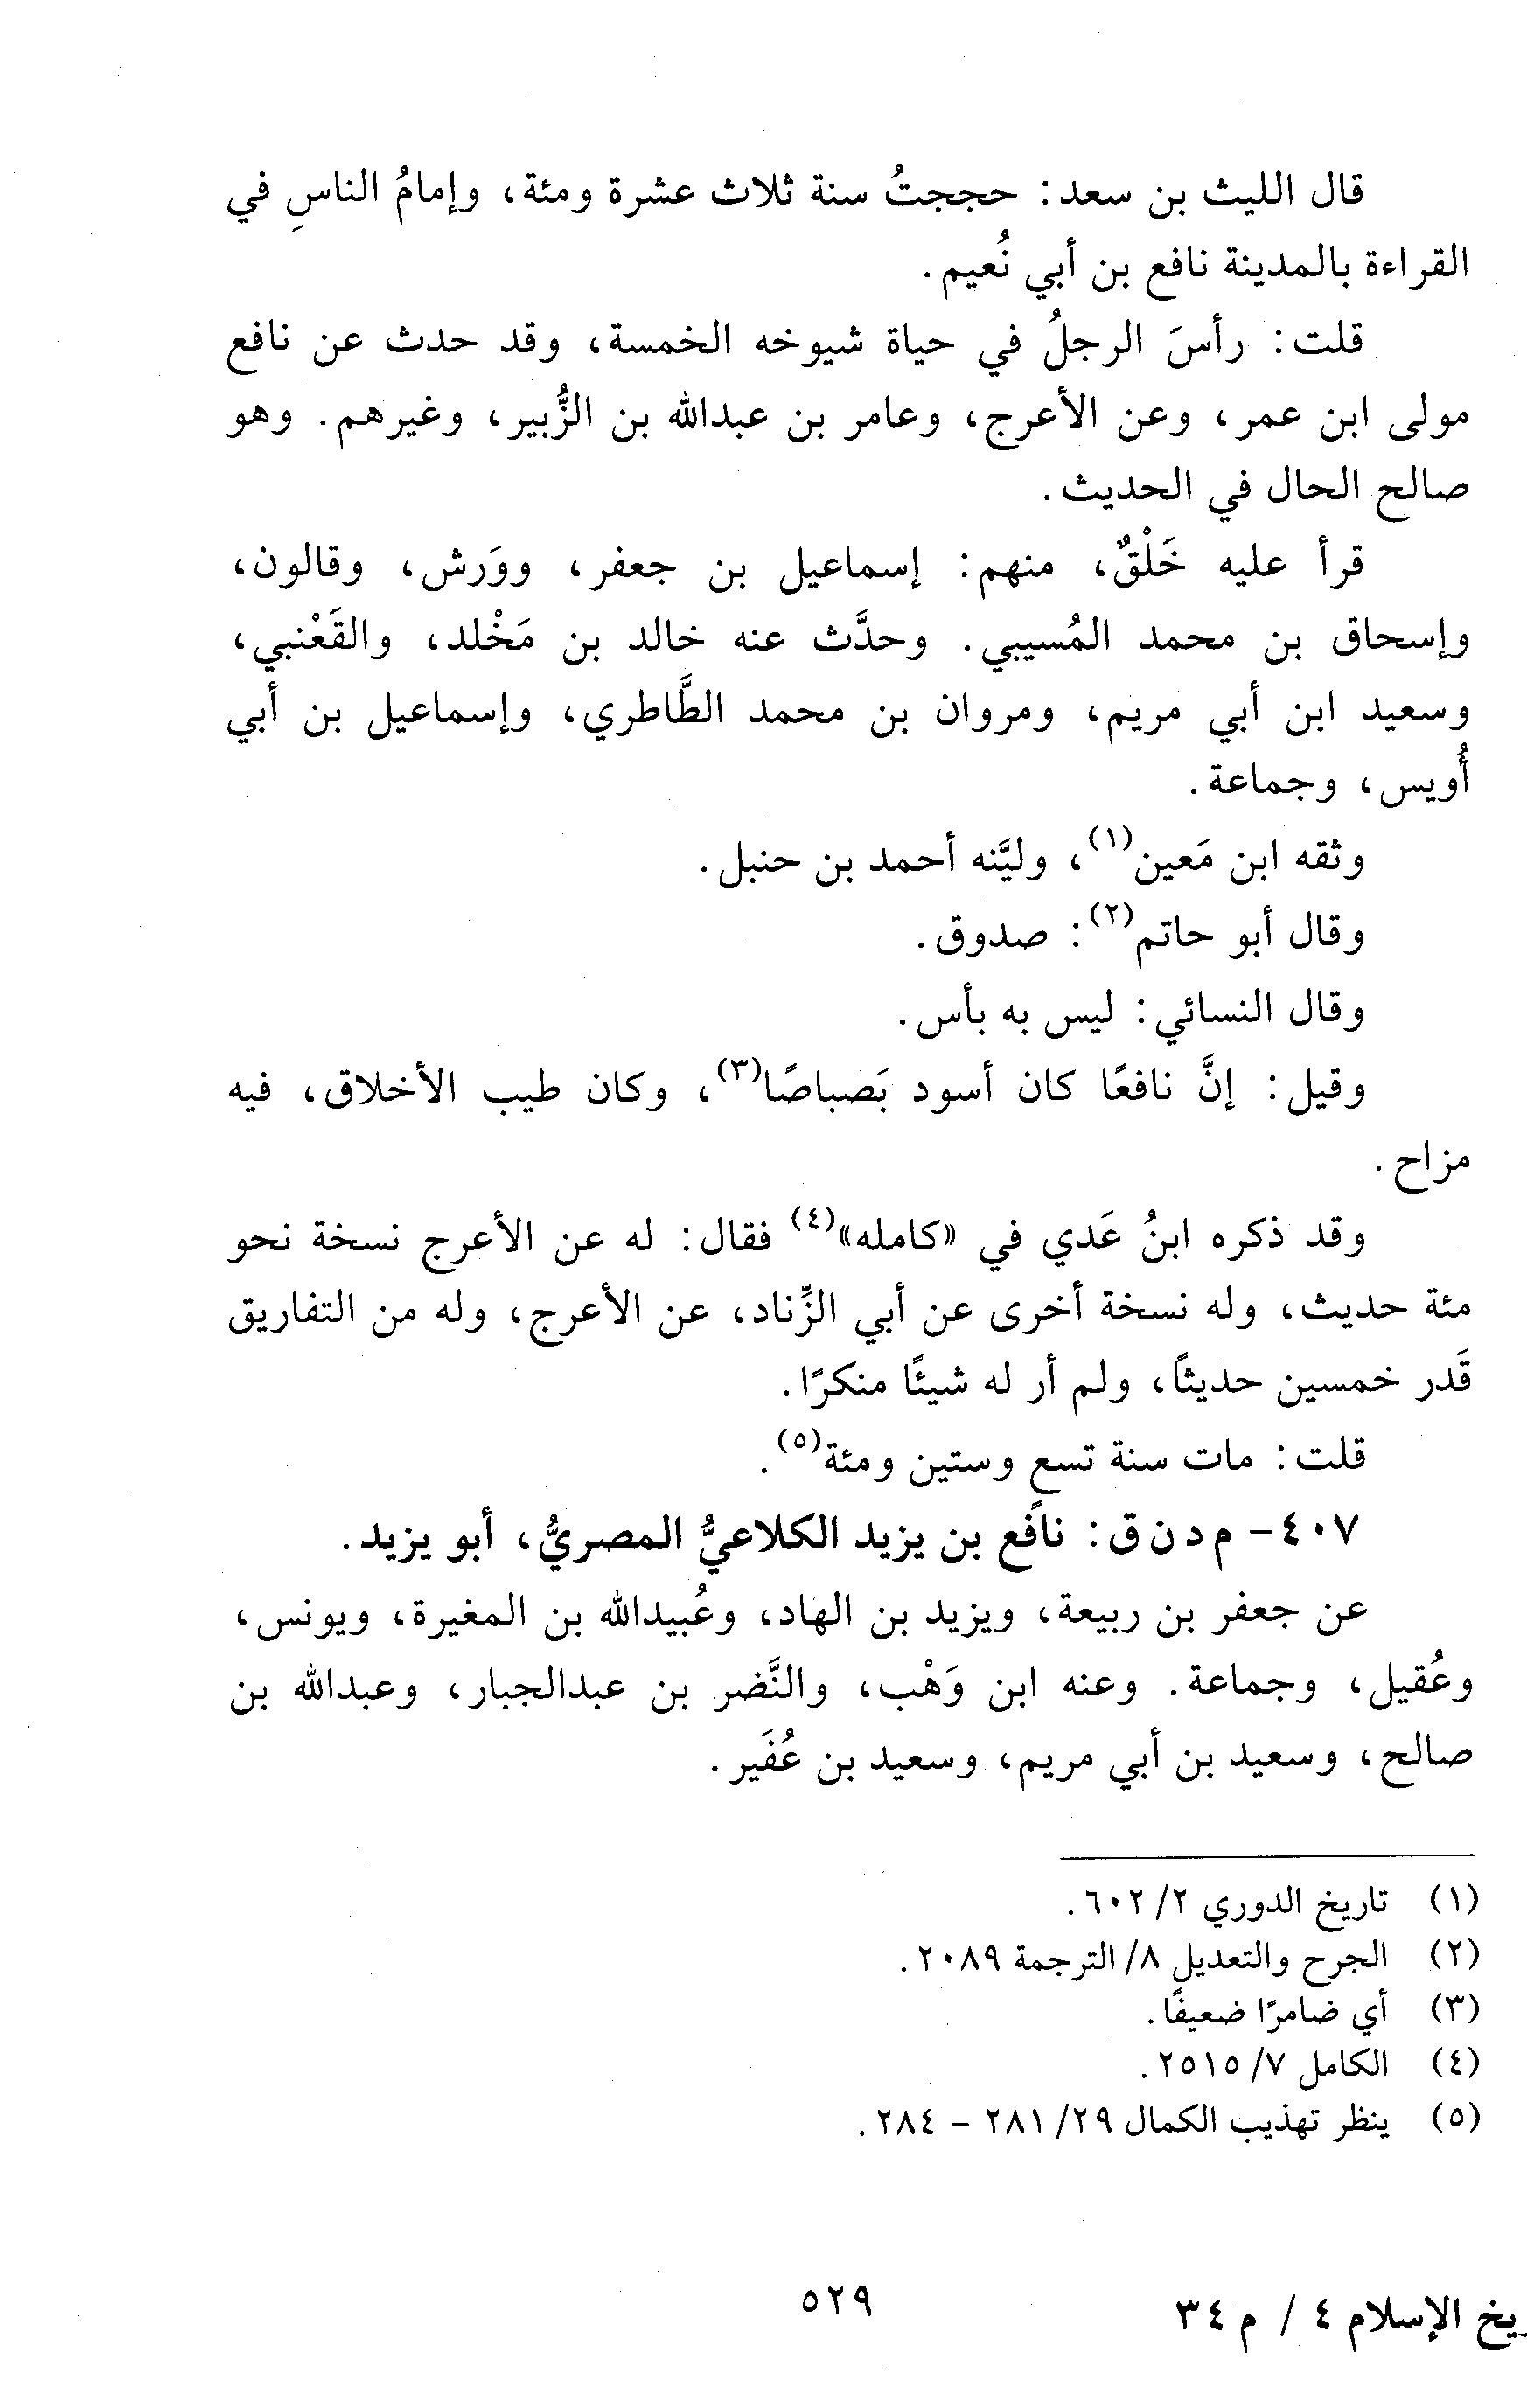 قال الليث بن سعد: حججتُ سنة ثلاث عشرة ومئة، وإمامُ الناسِ في
القراءة بالمدينة نافع بن أبي نُعيم.
قلت: رأسَ الرجلُ في حياة شيوخه الخمسة، وقد حدث عن نافع
مولى ابن عمر، وعن الأعرج، وعامر بن عبدالله بن الزُّبير، وغيرهم. وهو
صالح الحال في الحديث.
قرأ عليه خَلْقٌ، منهم: إسماعيل بن جعفر، ووَرش، وقالون،
وإسحاق بن محمد المُسيبي. وحدَّث عنه خالد بن مَخْلد، والقَعْنبي،
وسعيد ابن أبي مريم، ومروان بن محمد الطَّاطري، وإسماعيل بن أبي
أُويس، وجماعة.
وثقه ابن مَعين(١)، وليَّنه أحمد بن حنبل.
وقال أبو حاتم(٢): صدوق.
وقال النسائي: ليس به بأس.
وقيل: إنَّ نافعًا كان أسود بَصباصًا(٣)، وكان طيب الأخلاق، فيه
مزاح.
وقد ذكره ابنُ عَدي في «كامله»(٤) فقال: له عن الأعرج نسخة نحو
مئة حديث، وله نسخة أخرى عن أبي الزِّناد، عن الأعرج، وله من التفاريق
قَدر خمسين حديثًا، ولم أر له شيئًا منكرًا.
قلت: مات سنة تسع وستين ومئة(٥).
٤٠٧- م د ن ق: نافع بن يزيد الكلاعيُّ المصريُّ، أبو يزيد.
عن جعفر بن ربيعة، ويزيد بن الهاد، وعُبيدالله بن المغيرة، ويونس،
وعُقيل، وجماعة. وعنه ابن وَهْب، والنَّضر بن عبدالجبار، وعبدالله بن
صالح، وسعيد بن أبي مريم، وسعيد بن عُفَير.
(١) تاريخ الدوري ٢/ ٦٠٢.
(٢) الجرح والتعديل ٨/ الترجمة ٢٠٨٩.
(٣) أي ضامرًا ضعيفًا.
(٤) الكامل ٧/ ٢٥١٥.
(٥) ينظر تهذيب الكمال ٢٩/ ٢٨١ - ٢٨٤.
٥٢٩
يخ الإسلام ٤ / م ٣٤